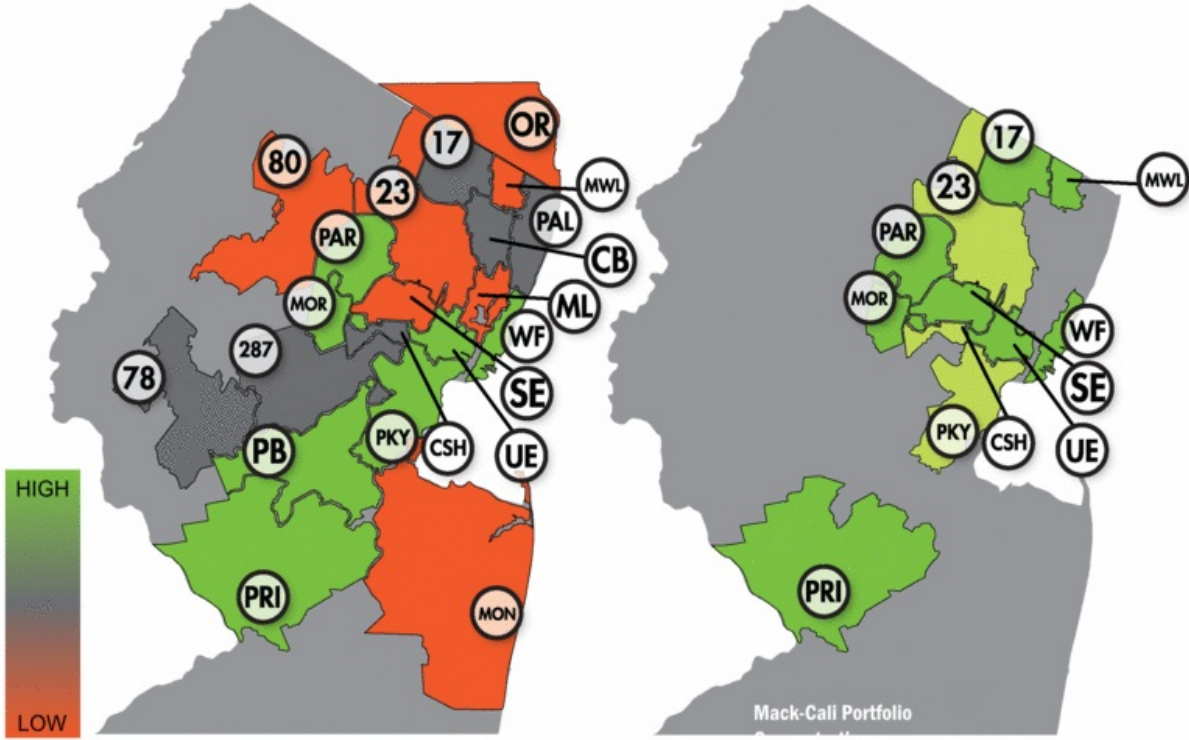 OR
17
80
MWL
23
PAL
PAR
CB
MOR
ML
WF
287
78
SE
PB
PKY
CSH
UE
HIGH
LOW
PRI
MON
17
MWL
23
PAR
MOR
WF
SE
PKY
CSH
UE
PRI
Mack-Cali Portfolio